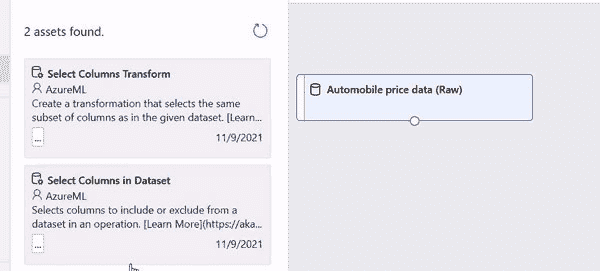 2 assets found.
Select Columns Transform
AzureML
Create a transformation that selects the same
subset of columns as in the given dataset. [Learn...
...
11/9/2021
Select Columns in Dataset
AzureML
Selects columns to include or exclude from a
dataset in an operation. [Learn More](https://aka...
...
11/9/2021
Automobile price data (Raw)